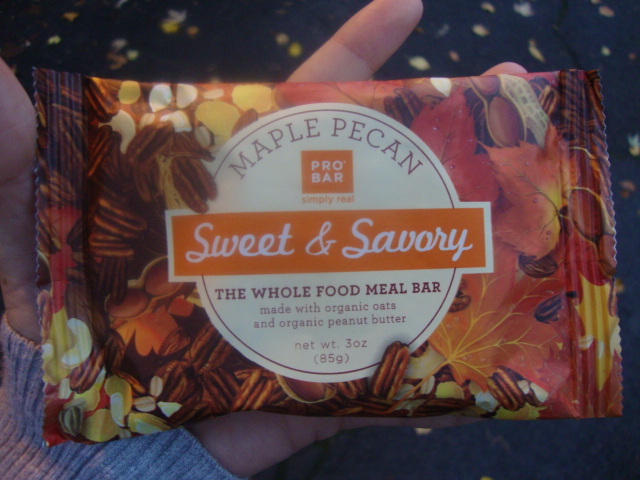 MAPLE PECAN
PRO
BAR
simply real
Sweet & Savory
THE WHOLE FOOD MEAL BAR
made with organic oats
and organic peanut butter
net wt. 3oz
(85g)